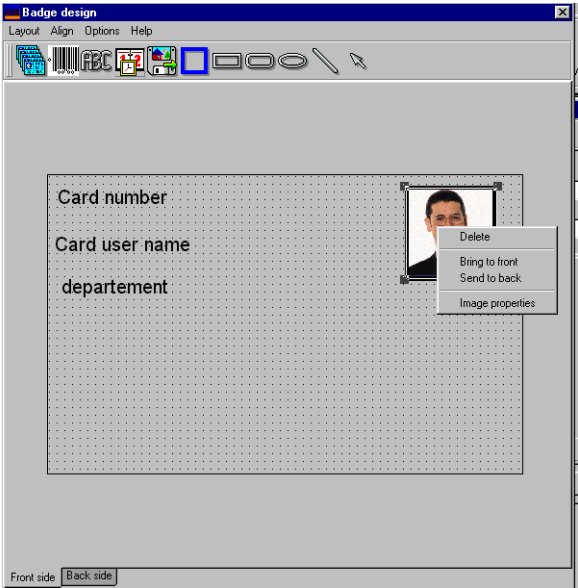 Badge design
Layout Align Options Help
ABC
Card number
Card user name
departement
Delete
Bring to front
Send to back
Image properties
Front side Back side